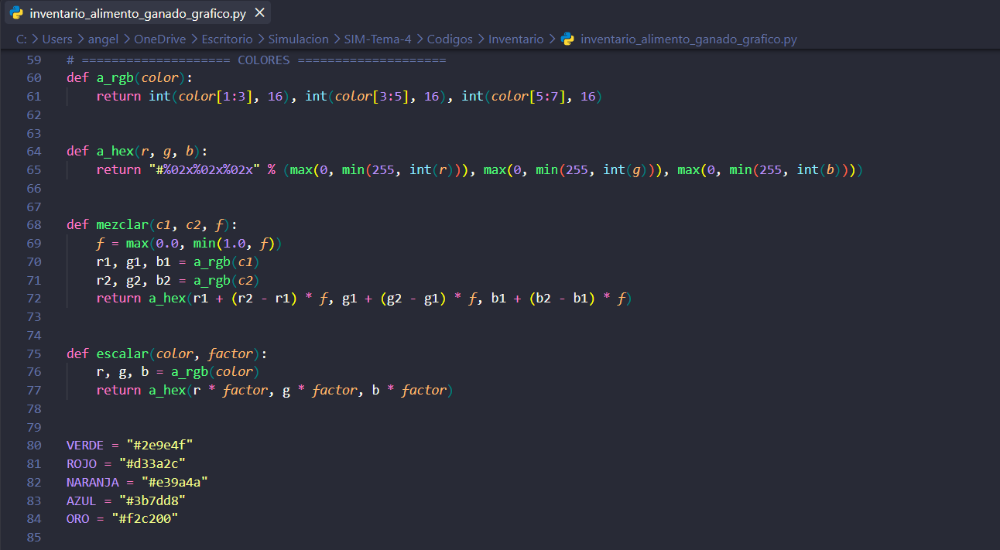 inventario_alimento_ganado_grafico.py
C: > Users > angel > OneDrive > Escritorio > Simulacion > SIM-Tema-4 > Codigos > Inventario > inventario_alimento_ganado_grafico.py
59 # ==================== COLORES ====================
60 def a_rgb(color):
61     return int(color[1:3], 16), int(color[3:5], 16), int(color[5:7], 16)
62
63
64 def a_hex(r, g, b):
65     return "#%02x%02x%02x" % (max(0, min(255, int(r))), max(0, min(255, int(g))), max(0, min(255, int(b))))
66
67
68 def mezclar(c1, c2, f):
69     f = max(0.0, min(1.0, f))
70     r1, g1, b1 = a_rgb(c1)
71     r2, g2, b2 = a_rgb(c2)
72     return a_hex(r1 + (r2 - r1) * f, g1 + (g2 - g1) * f, b1 + (b2 - b1) * f)
73
74
75 def escalar(color, factor):
76     r, g, b = a_rgb(color)
77     return a_hex(r * factor, g * factor, b * factor)
78
79
80 VERDE = "#2e9e4f"
81 ROJO = "#d33a2c"
82 NARANJA = "#e39a4a"
83 AZUL = "#3b7dd8"
84 ORO = "#f2c200"
85